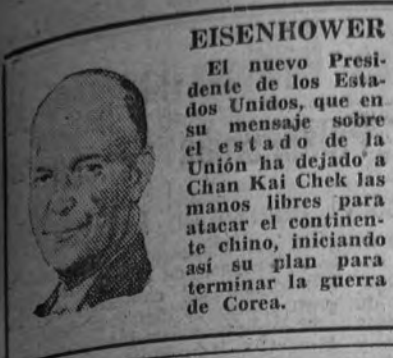 EISENHOWER
El nuevo Presi-
dente de los Esta-
dos Unidos, que en
su mensaje sobre
el estado de la
Unión ha dejado a
Chan Kai Chek las
manos libres para
atacar el continen-
te chino, iniciando
así su plan para
terminar la guerra
de Corea.